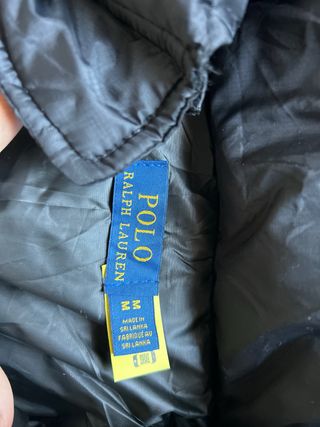 POLO
RALPH LAUREN
M M
MADE IN
SRI LANKA
FABRIQUÉ AU
SRI LANKA